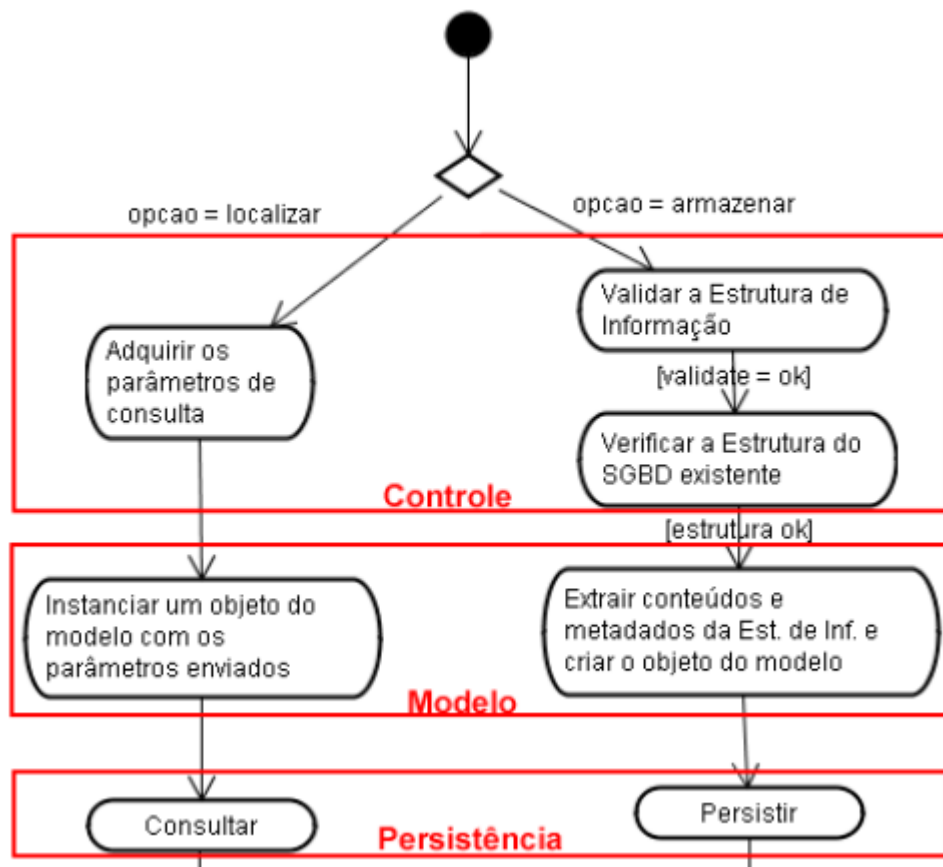 opcao = localizar
opcao = armazenar
Validar a Estrutura de
Informação
Adquirir os
parâmetros de
consulta
[validate = ok]
Verificar a Estrutura do
SGBD existente
Controle
[estrutura ok]
Instanciar um objeto do
modelo com os
parâmetros enviados
Extrair conteúdos e
metadados da Est. de Inf. e
criar o objeto do modelo
Modelo
Consultar
Persistir
Persistência